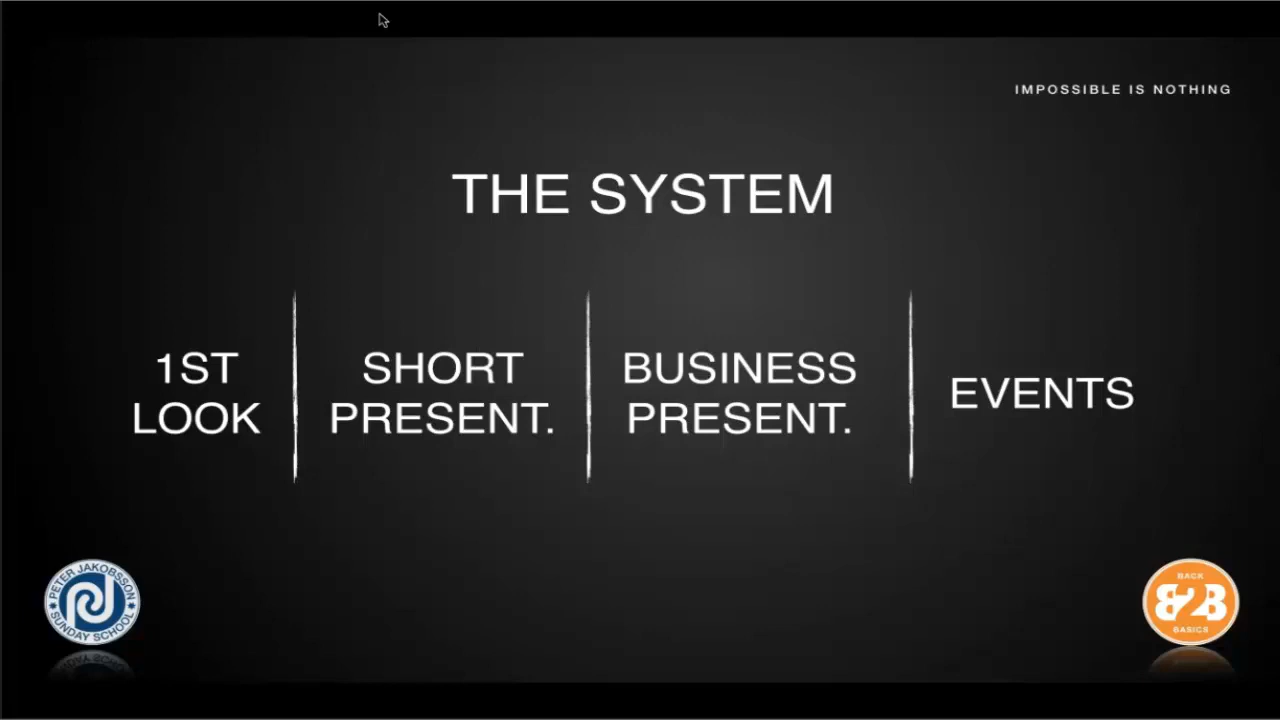 IMPOSSIBLE IS NOTHING
THE SYSTEM
1ST
LOOK
SHORT
PRESENT.
BUSINESS
PRESENT.
EVENTS
PETER JAKOBSSON
SUNDAY SCHOOL
BACK
B2B
BASICS